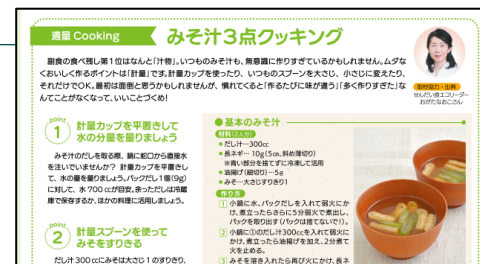 適量 Cooking
みそ汁3点クッキング
副食の食べ残し第1位はなんと「汁物」。いつものみそ汁も、無意識に作りすぎているかもしれません。ムダな
くおいしく作るポイントは「計量」です。計量カップを使ったり、いつものスプーンを大さじ、小さじに変えたり、
それだけでOK。最初は面倒と思うかもしれませんが、慣れてくると「作るたびに味が違う」「多く作りすぎた」な
んてことがなくなって、いいことづくめ!
取材協力・出典
せんだい食エコリーダー
おがたなおこさん
point
1
計量カップを平置きして
水の分量を量りましょう
みそ汁のだしを取る際、鍋に蛇口から直接水
を注いでいませんか? 計量カップを平置きし
て、水の量を量りましょう。パックだし1個(9g)
に対して、水 700 ccが目安。余っただしは冷蔵
庫で保存するか、ほかの料理に活用しましょう。
point
2
計量スプーンを使って
みそをすりきる
だし汁 300 ccにみそは大さじ1のすりきり、
●基本のみそ汁
材料(2人分)
●だし汁…300cc
●長ネギ… 10g(5㎝、斜め薄切り)
※青い部分を捨てずに冷凍して活用
●油揚げ(細切り)…5g
●みそ…大さじすりきり1
作り方
1 小鍋に水、パックだしを入れて弱火にか
け、煮立ったらさらに5分弱火で煮出し、
パックを取り出す(パックは捨てないで!)。
2 小鍋に①のだし汁300ccを入れて弱火に
かけ、煮立ったら油揚げを加え、2分煮て
火を止める。
3 みそを溶き入れたら再び火にかけ、長ネ